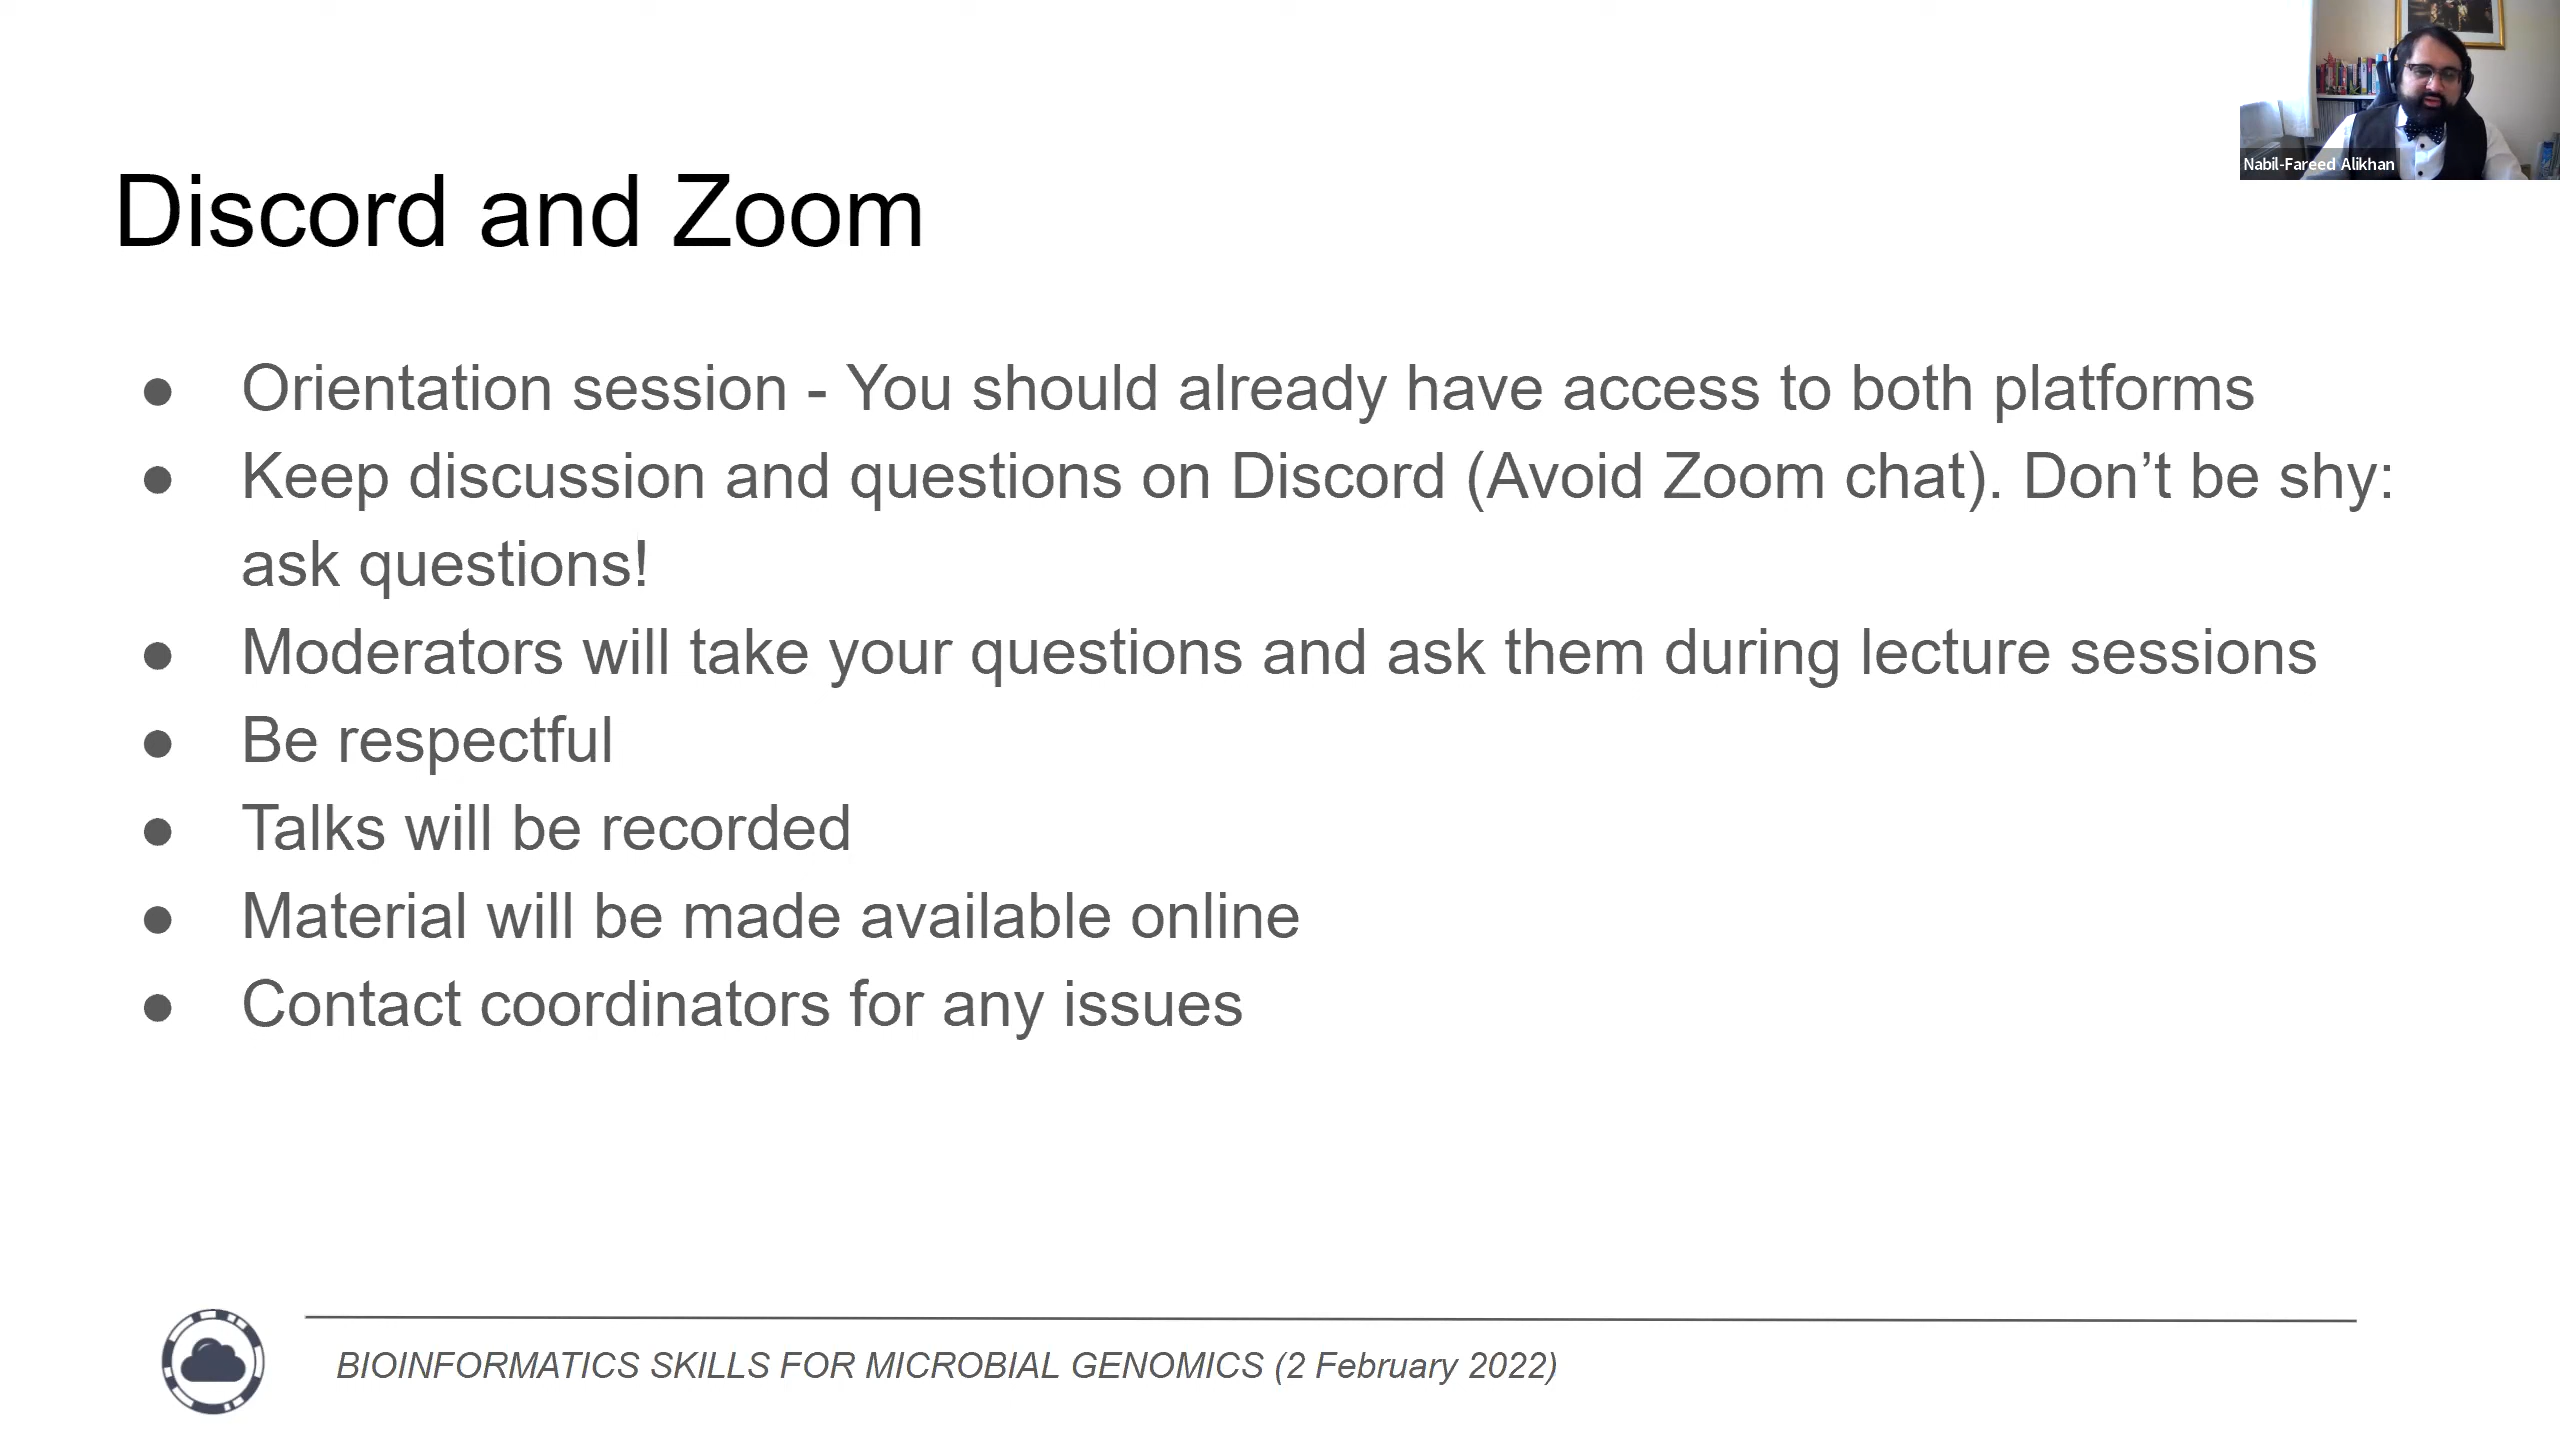 Nabil-Fareed Alikhan
Discord and Zoom
● Orientation session - You should already have access to both platforms
● Keep discussion and questions on Discord (Avoid Zoom chat). Don’t be shy:
ask questions!
● Moderators will take your questions and ask them during lecture sessions
● Be respectful
● Talks will be recorded
● Material will be made available online
● Contact coordinators for any issues
BIOINFORMATICS SKILLS FOR MICROBIAL GENOMICS (2 February 2022)